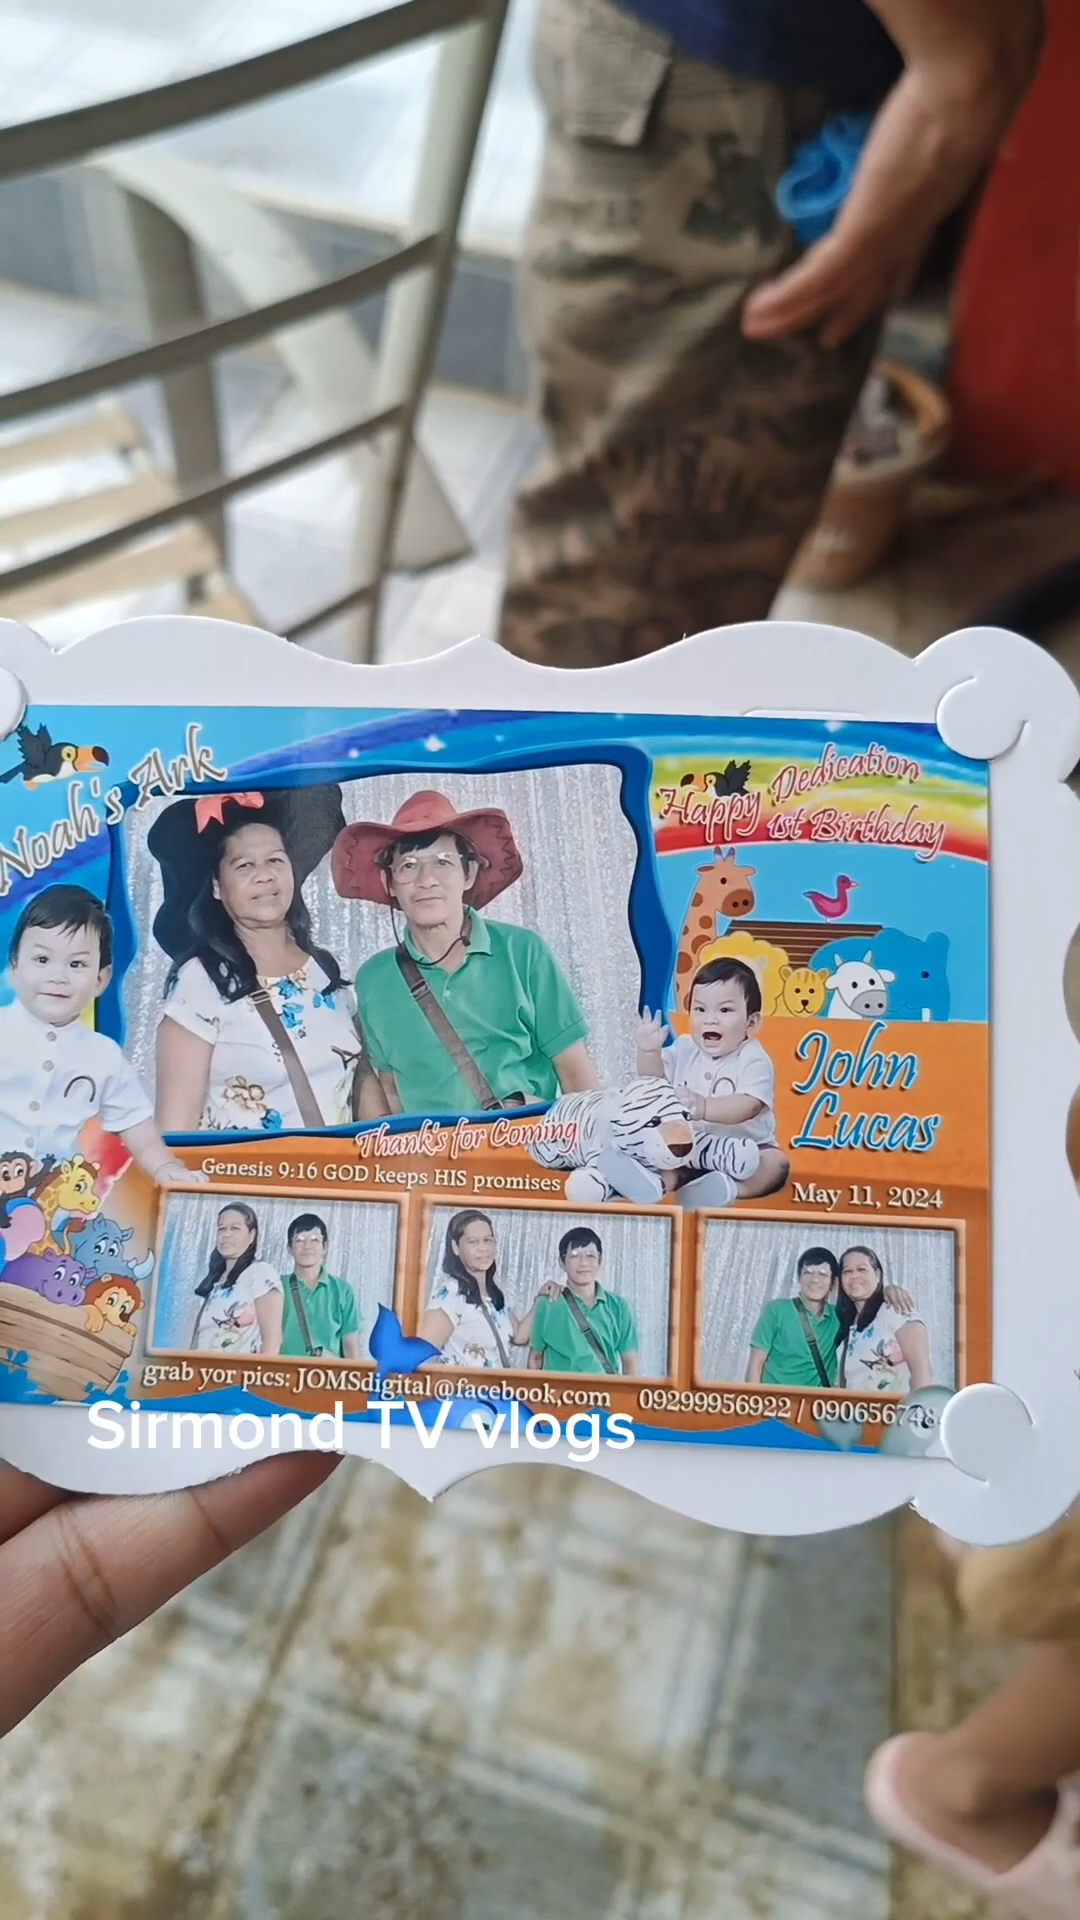 Noah's Ark
Happy Dedication
1st Birthday
John
Lucas
Thank's for Coming
Genesis 9:16 GOD keeps HIS promises
May 11, 2024
grab yor pics: JOMSdigital@facebook,com 09299956922 /
Sirmond TV vlogs